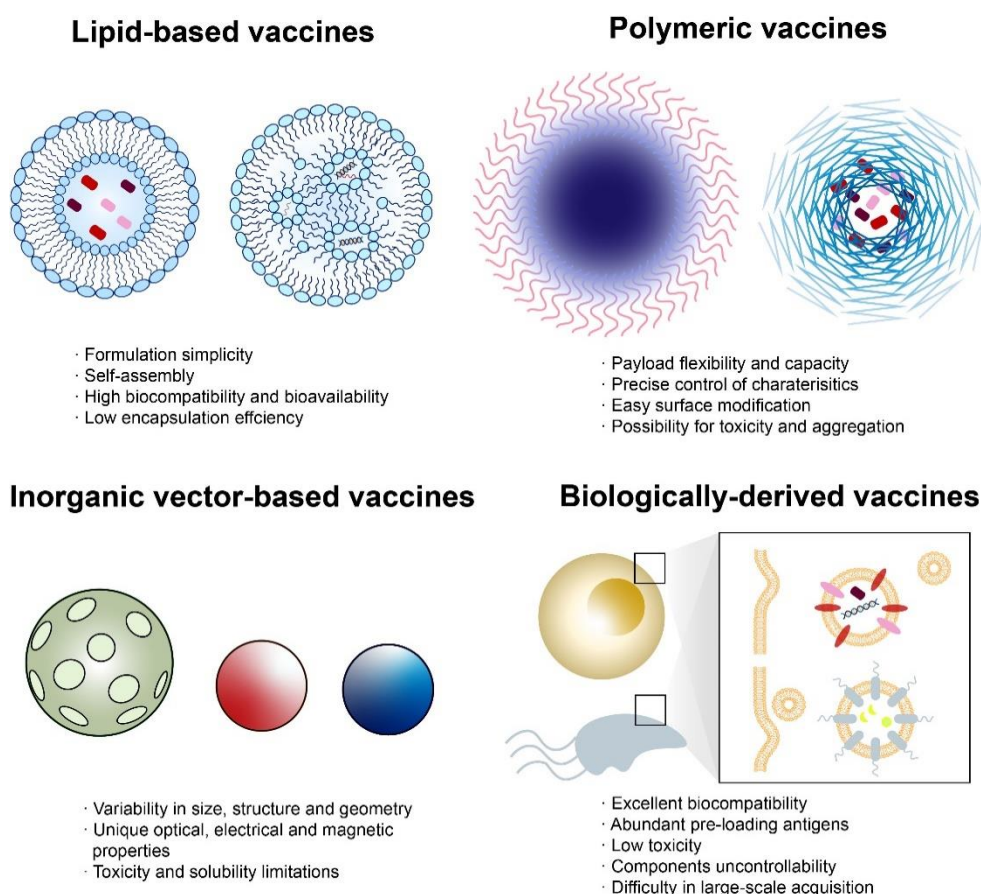 Lipid-based vaccines
· Formulation simplicity
· Self-assembly
· High biocompatibility and bioavailability
· Low encapsulation effciency
Polymeric vaccines
· Payload flexibility and capacity
· Precise control of charaterisitics
· Easy surface modification
· Possibility for toxicity and aggregation
Inorganic vector-based vaccines
· Variability in size, structure and geometry
· Unique optical, electrical and magnetic
properties
· Toxicity and solubility limitations
Biologically-derived vaccines
· Excellent biocompatibility
· Abundant pre-loading antigens
· Low toxicity
· Components uncontrollability
· Difficulty in large-scale acquisition